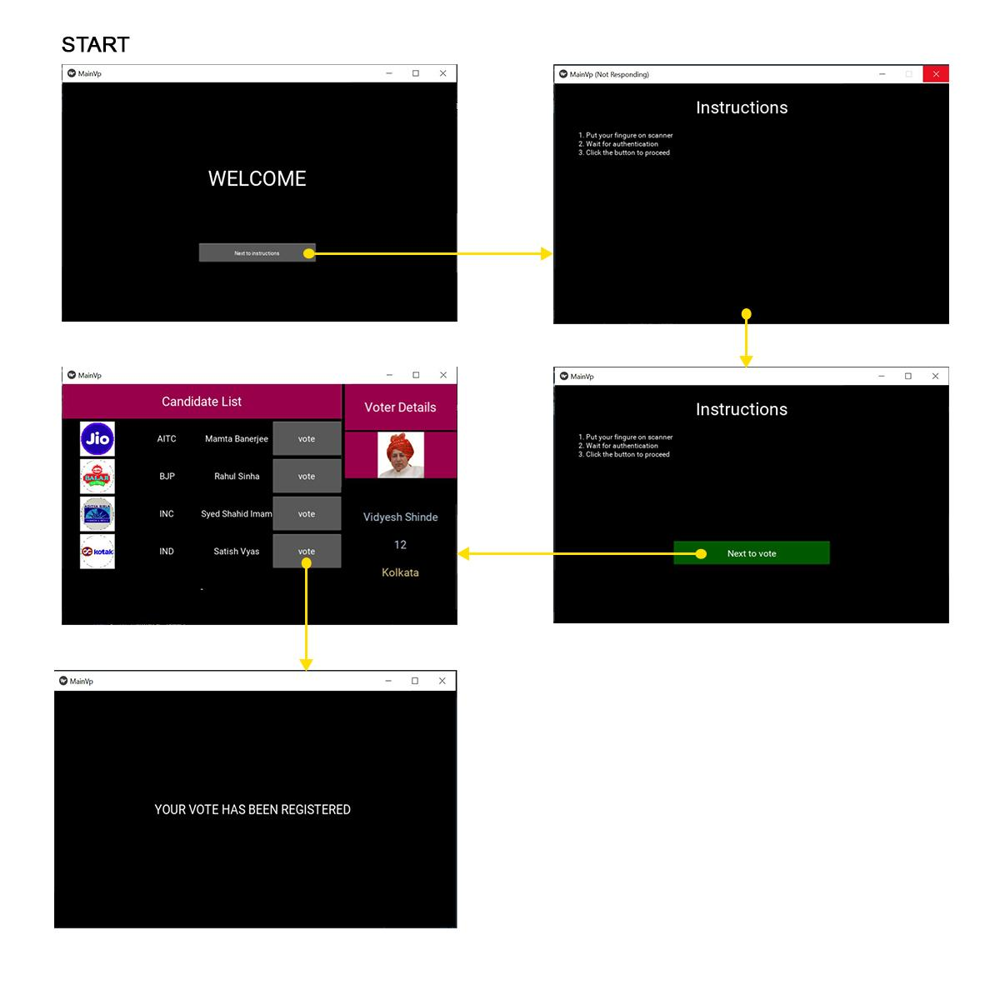 START
MainVp
WELCOME
Next to instructions
MainVp (Not Responding)
Instructions
1. Put your fingure on scanner
2. Wait for authentication
3. Click the button to proceed
MainVp
Instructions
1. Put your fingure on scanner
2. Wait for authentication
3. Click the button to proceed
Next to vote
MainVp
Candidate List
Jio AITC Mamta Banerjee vote
BALAJI BJP Rahul Sinha vote
ADITYA BIRLA INC Syed Shahid Imam vote
kotak IND Satish Vyas vote
Voter Details
Vidyesh Shinde
12
Kolkata
MainVp
YOUR VOTE HAS BEEN REGISTERED